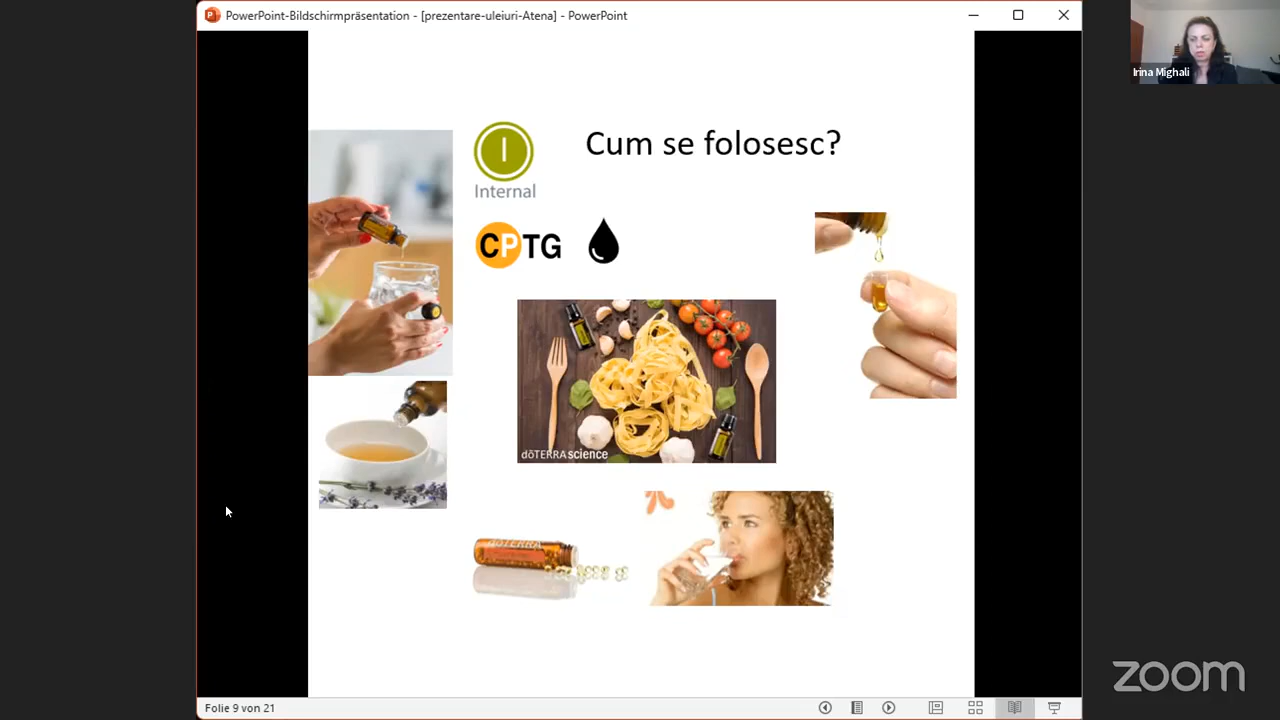 PowerPoint-Bildschirmpräsentation - [prezentare-uleiuri-Atena] - PowerPoint
Irina Mighali
Cum se folosesc?
I
Internal
CPTG
dōTERRA science
dōTERRA
Folie 9 von 21
zoom